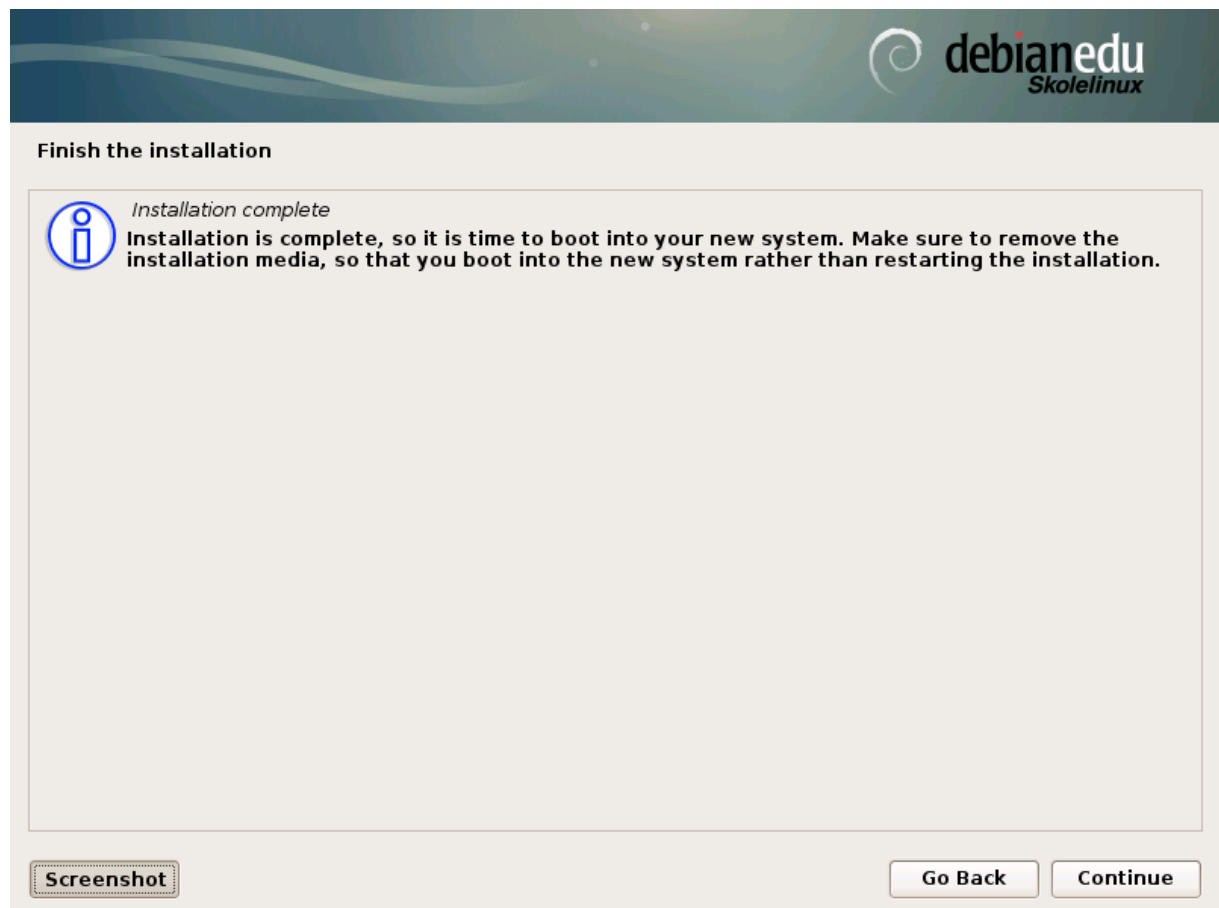 debianedu
Skolelinux
Finish the installation
Installation complete
Installation is complete, so it is time to boot into your new system. Make sure to remove the
installation media, so that you boot into the new system rather than restarting the installation.
Screenshot
Go Back
Continue